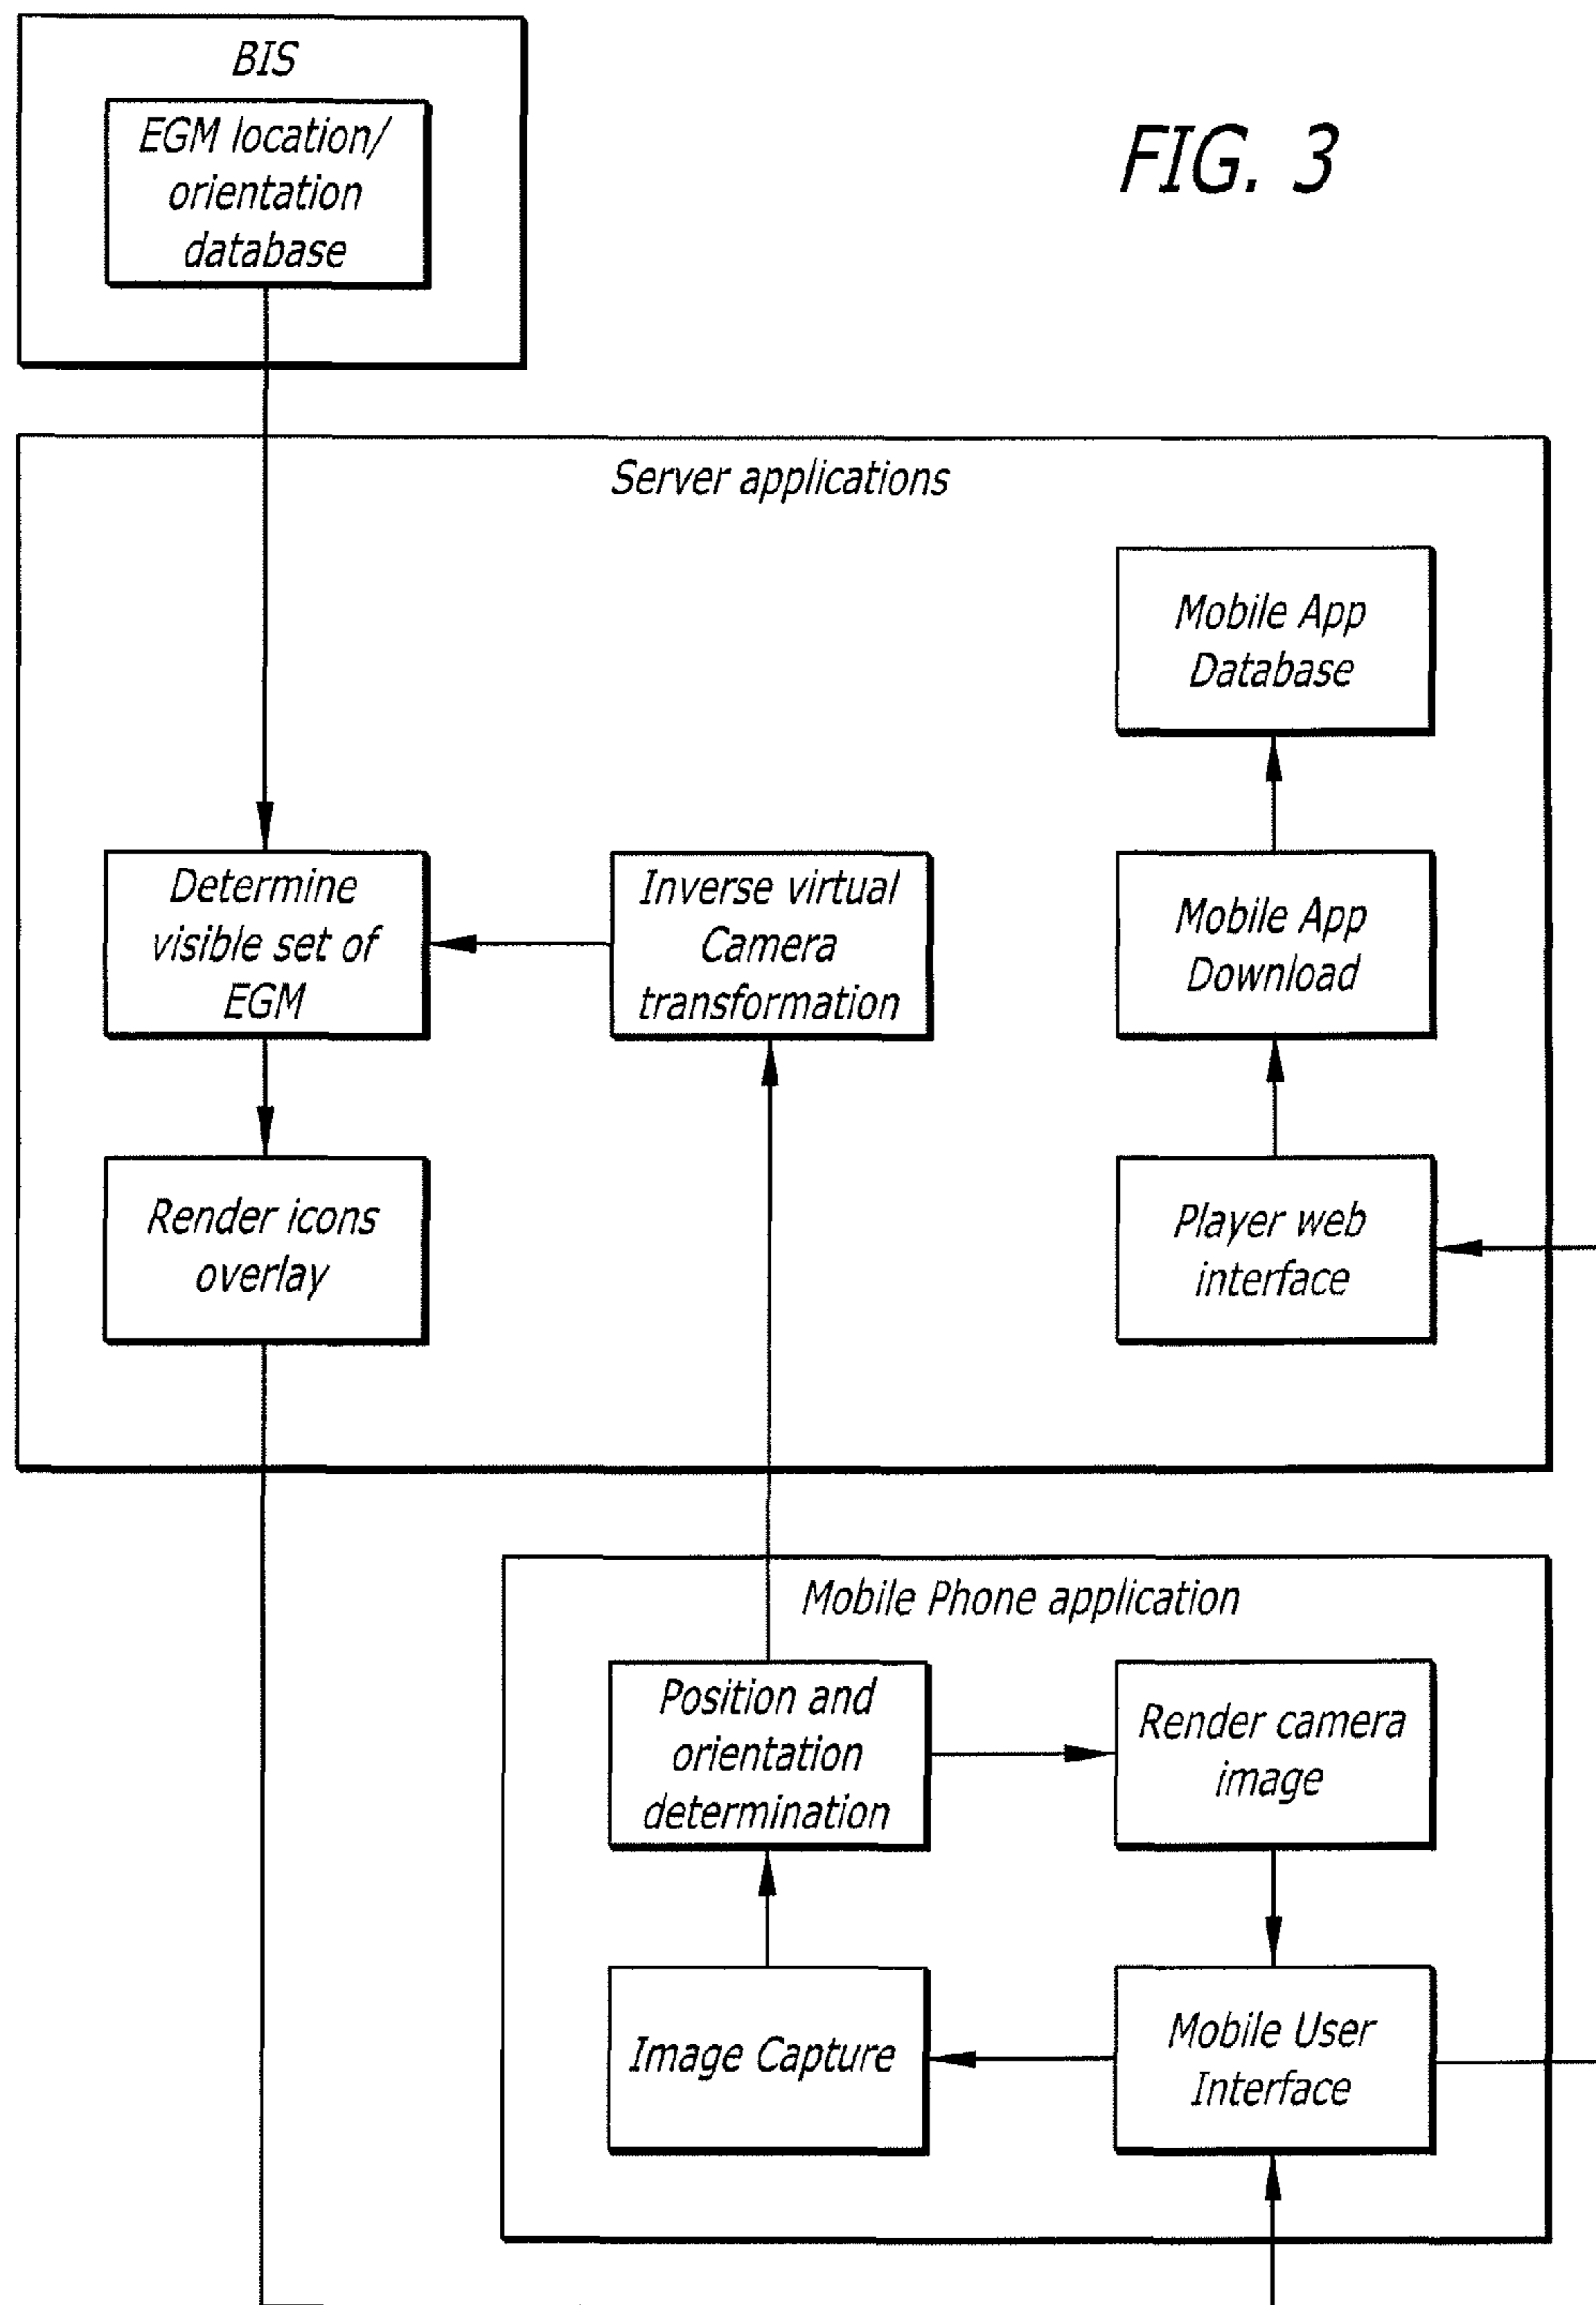 BIS
EGM location/
orientation
database
FIG. 3
Server applications
Mobile App
Database
Determine
visible set of
EGM
Inverse virtual
Camera
transformation
Mobile App
Download
Render icons
overlay
Player web
interface
Mobile Phone application
Position and
orientation
determination
Render camera
image
Image Capture
Mobile User
Interface